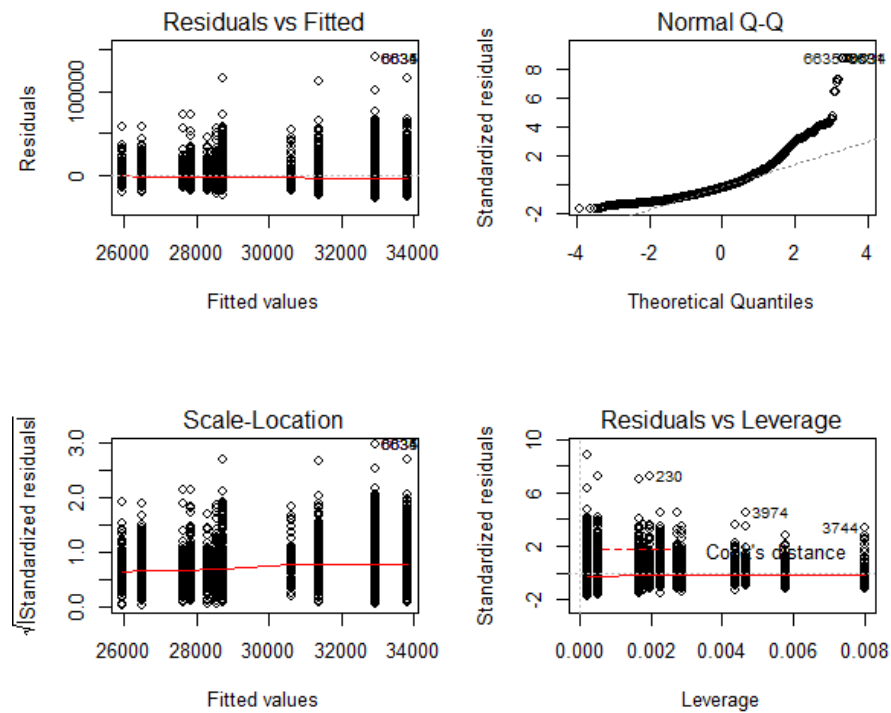 Residuals vs Fitted
Residuals
0 100000
26000 28000 30000 32000 34000
Fitted values
Normal Q-Q
Standardized residuals
-2 2 4 6 8
6635
-4 -2 0 2 4
Theoretical Quantiles
Scale-Location
√|Standardized residuals|
0.0 1.0 2.0 3.0
26000 28000 30000 32000 34000
Fitted values
Residuals vs Leverage
Standardized residuals
-2 2 6 10
230
3974
3744
Cook's distance
0.000 0.002 0.004 0.006 0.008
Leverage